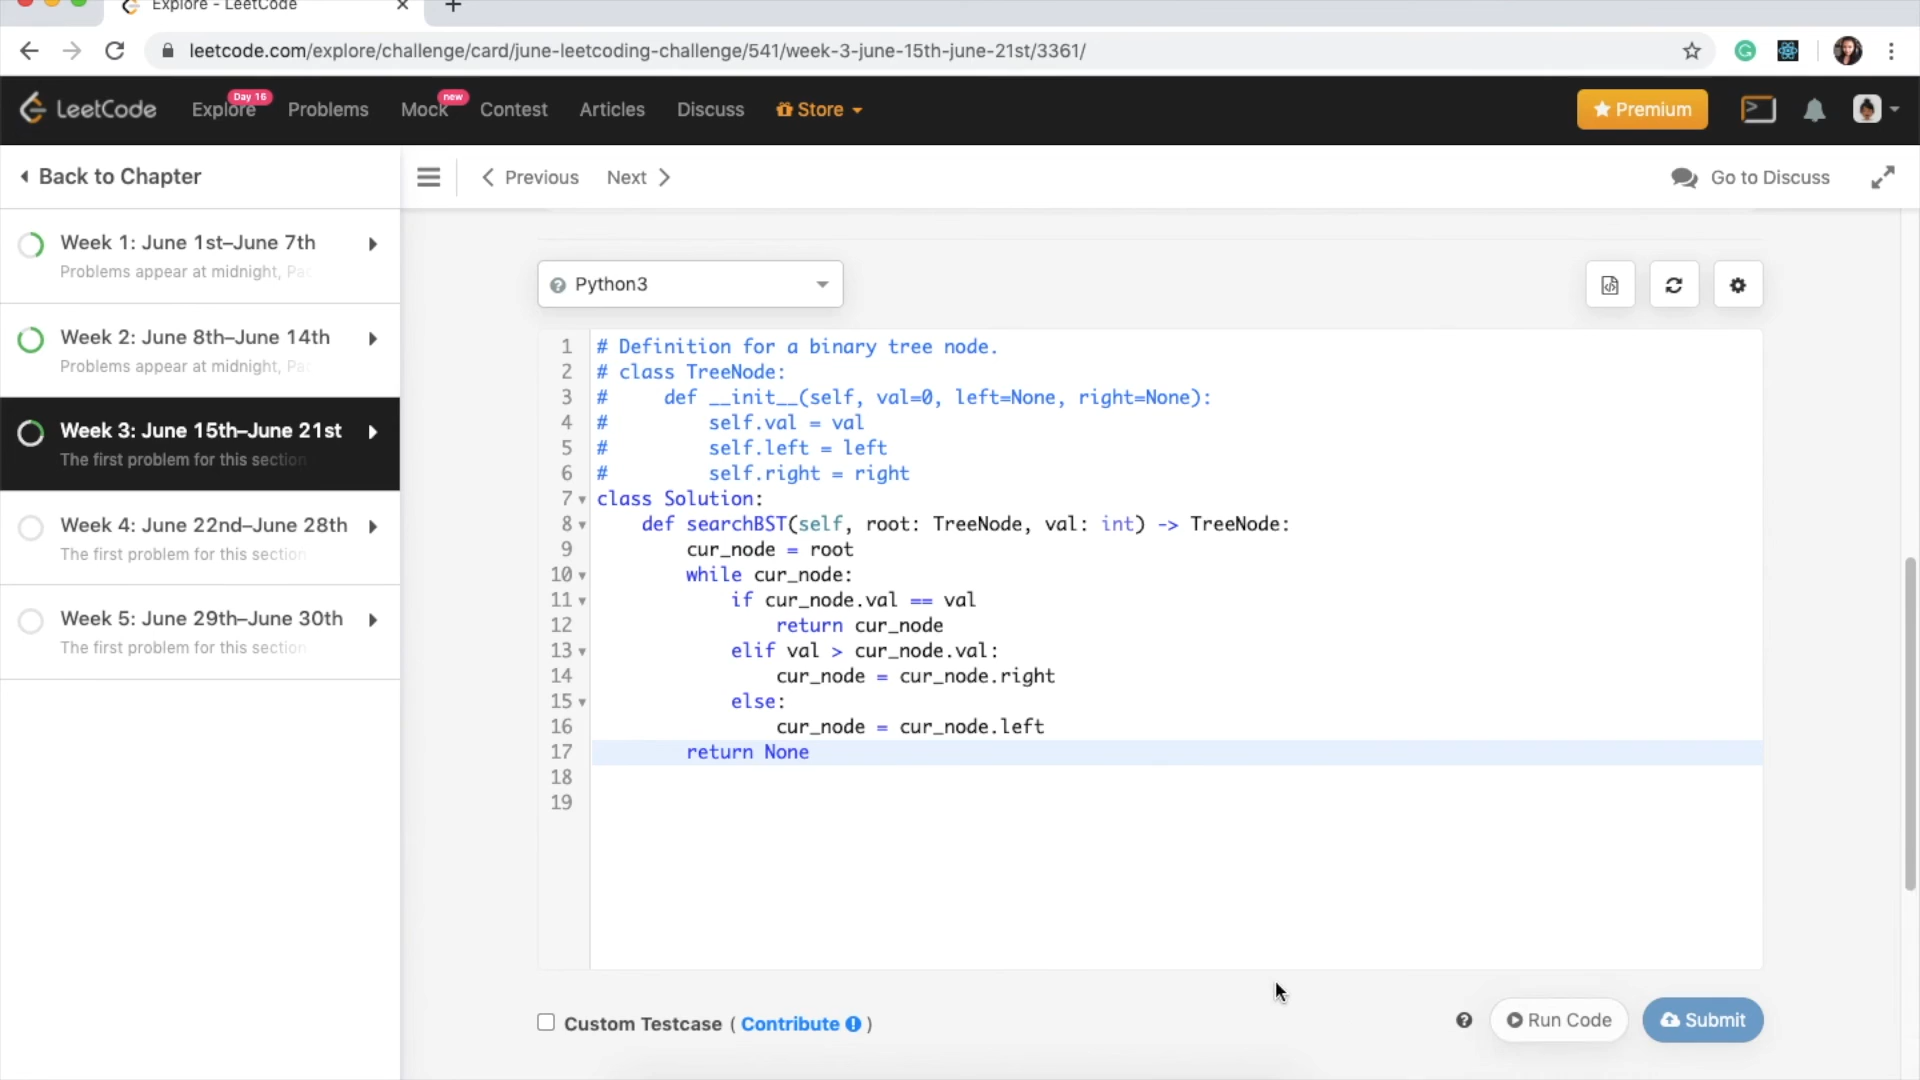 Explore - LeetCode
leetcode.com/explore/challenge/card/june-leetcoding-challenge/541/week-3-june-15th-june-21st/3361/
LeetCode Explore Day 16 Problems Mock new Contest Articles Discuss Store Premium
Back to Chapter
Previous Next Go to Discuss
Week 1: June 1st–June 7th
Problems appear at midnight, Pac
Week 2: June 8th–June 14th
Problems appear at midnight, Pac
Week 3: June 15th–June 21st
The first problem for this section
Week 4: June 22nd–June 28th
The first problem for this section
Week 5: June 29th–June 30th
The first problem for this section
Python3
1 # Definition for a binary tree node.
2 # class TreeNode:
3 #     def __init__(self, val=0, left=None, right=None):
4 #         self.val = val
5 #         self.left = left
6 #         self.right = right
7 class Solution:
8     def searchBST(self, root: TreeNode, val: int) -> TreeNode:
9         cur_node = root
10         while cur_node:
11             if cur_node.val == val
12                 return cur_node
13             elif val > cur_node.val:
14                 cur_node = cur_node.right
15             else:
16                 cur_node = cur_node.left
17         return None
18
19
Custom Testcase ( Contribute )
Run Code Submit